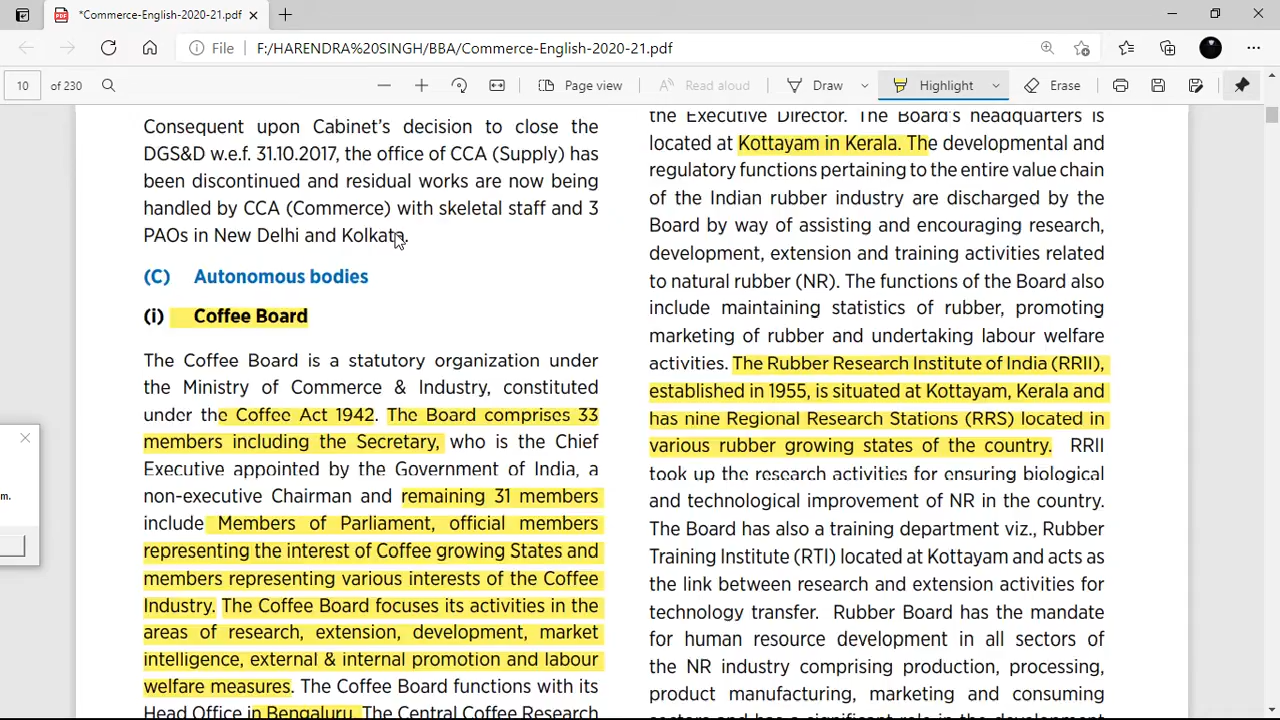 *Commerce-English-2020-21.pdf
File F:/HARENDRA%20SINGH/BBA/Commerce-English-2020-21.pdf
10 of 230 Page view Read aloud Draw Highlight Erase
Consequent upon Cabinet's decision to close the
DGS&D w.e.f. 31.10.2017, the office of CCA (Supply) has
been discontinued and residual works are now being
handled by CCA (Commerce) with skeletal staff and 3
PAOs in New Delhi and Kolkata.
(C) Autonomous bodies
(i) Coffee Board
The Coffee Board is a statutory organization under
the Ministry of Commerce & Industry, constituted
under the Coffee Act 1942. The Board comprises 33
members including the Secretary, who is the Chief
Executive appointed by the Government of India, a
non-executive Chairman and remaining 31 members
include Members of Parliament, official members
representing the interest of Coffee growing States and
members representing various interests of the Coffee
Industry. The Coffee Board focuses its activities in the
areas of research, extension, development, market
intelligence, external & internal promotion and labour
welfare measures. The Coffee Board functions with its
Head Office in Bengaluru. The Central Coffee Research
the Executive Director. The Board's headquarters is
located at Kottayam in Kerala. The developmental and
regulatory functions pertaining to the entire value chain
of the Indian rubber industry are discharged by the
Board by way of assisting and encouraging research,
development, extension and training activities related
to natural rubber (NR). The functions of the Board also
include maintaining statistics of rubber, promoting
marketing of rubber and undertaking labour welfare
activities. The Rubber Research Institute of India (RRII),
established in 1955, is situated at Kottayam, Kerala and
has nine Regional Research Stations (RRS) located in
various rubber growing states of the country. RRII
took up the research activities for ensuring biological
and technological improvement of NR in the country.
The Board has also a training department viz., Rubber
Training Institute (RTI) located at Kottayam and acts as
the link between research and extension activities for
technology transfer. Rubber Board has the mandate
for human resource development in all sectors of
the NR industry comprising production, processing,
product manufacturing, marketing and consuming
sectors and has a significant role in the development
m.